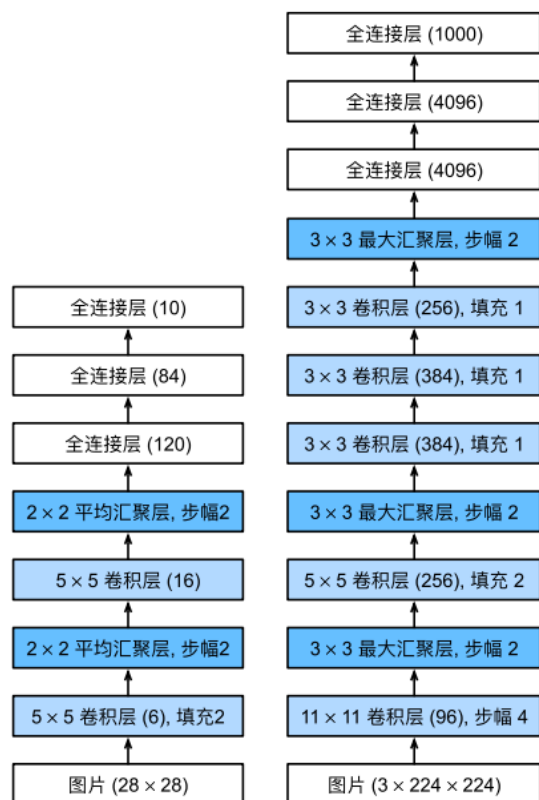 全连接层 (1000)
全连接层 (4096)
全连接层 (4096)
3 × 3 最大汇聚层, 步幅 2
3 × 3 卷积层 (256), 填充 1
3 × 3 卷积层 (384), 填充 1
3 × 3 卷积层 (384), 填充 1
3 × 3 最大汇聚层, 步幅 2
5 × 5 卷积层 (256), 填充 2
3 × 3 最大汇聚层, 步幅 2
11 × 11 卷积层 (96), 步幅 4
图片 (3 × 224 × 224)
全连接层 (10)
全连接层 (84)
全连接层 (120)
2 × 2 平均汇聚层, 步幅2
5 × 5 卷积层 (16)
2 × 2 平均汇聚层, 步幅2
5 × 5 卷积层 (6), 填充2
图片 (28 × 28)